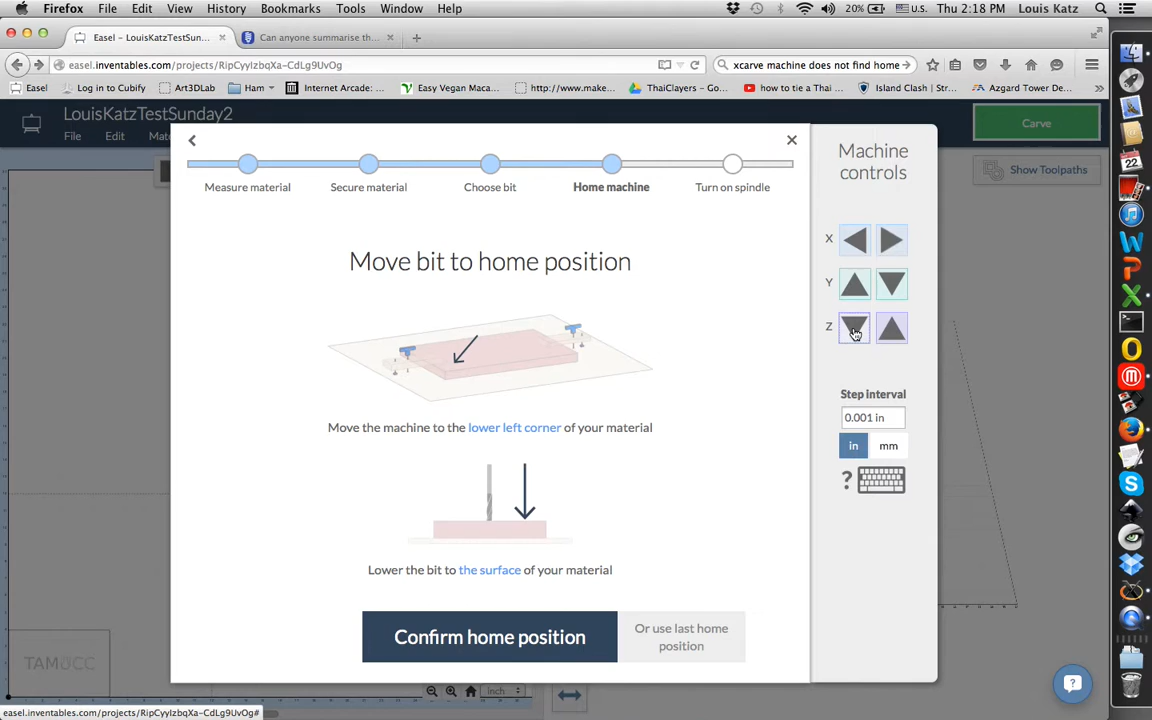 Firefox File Edit View History Bookmarks Tools Window Help 20% U.S. Thu 2:18 PM Louis Katz
Easel - LouisKatzTestSun... × Can anyone summarise th... × +
easel.inventables.com/projects/RipCyyIzbqXa-CdLg9UvOg
xcarve machine does not find home
Easel Log in to Cubify Art3DLab Ham Internet Arcade: ... Easy Vegan Maca... http://www.make... ThaiClayers - Go... how to tie a Thai ... Island Clash | Str... Azgard Tower De... »
LouisKatzTestSunday2
File Edit Mate
Carve
Show Toolpaths
×
Measure material Secure material Choose bit Home machine Turn on spindle
Move bit to home position
Move the machine to the lower left corner of your material
Lower the bit to the surface of your material
Confirm home position
Or use last home
position
Machine
controls
X
Y
Z
Step interval
0.001 in
in mm
?
TAMUCC
inch
?
easel.inventables.com/projects/RipCyyIzbqXa-CdLg9UvOg#